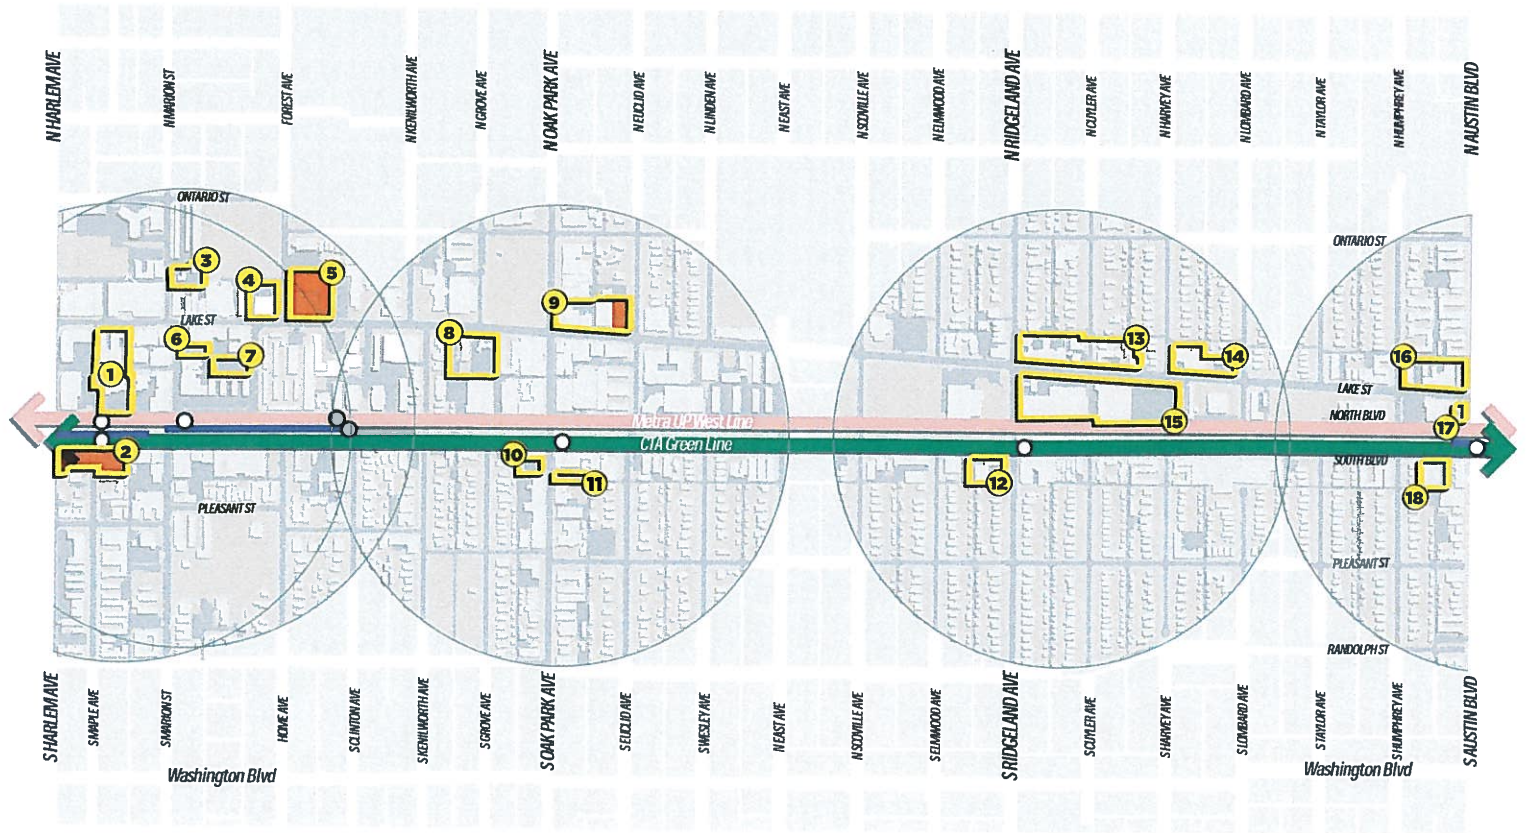 N HARLEM AVE
N MARION ST
FOREST AVE
N KENILWORTH AVE
N GROVE AVE
N OAK PARK AVE
N EUCLID AVE
N LINDEN AVE
N EAST AVE
N SCOVILLE AVE
N ELMWOOD AVE
N RIDGELAND AVE
N CUYLER AVE
N HARVEY AVE
N LOMBARD AVE
N TAYLOR AVE
N HUMPHREY AVE
N AUSTIN BLVD
ONTARIO ST
ONTARIO ST
3
4
5
9
LAKE ST
6
7
8
13
14
16
1
LAKE ST
NORTH BLVD
1
15
17
Metra UP West Line
CTA Green Line
2
10
11
12
SOUTH BLVD
18
PLEASANT ST
PLEASANT ST
RANDOLPH ST
S HARLEM AVE
S MAPLE AVE
S MARION ST
HOME AVE
S CLINTON AVE
S KENILWORTH AVE
S GROVE AVE
S OAK PARK AVE
S EUCLID AVE
S WESLEY AVE
N EAST AVE
N SCOVILLE AVE
S ELMWOOD AVE
S RIDGELAND AVE
S CUYLER AVE
S HARVEY AVE
S LOMBARD AVE
S TAYLOR AVE
S HUMPHREY AVE
S AUSTIN BLVD
Washington Blvd
Washington Blvd